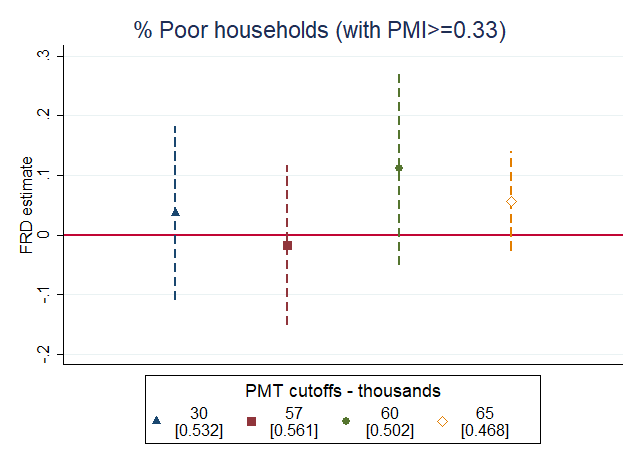 % Poor households (with PMI>=0.33)
.3
.2
.1
0
-.1
-.2
FRD estimate
PMT cutoffs - thousands
30 57 60 65
[0.532] [0.561] [0.502] [0.468]